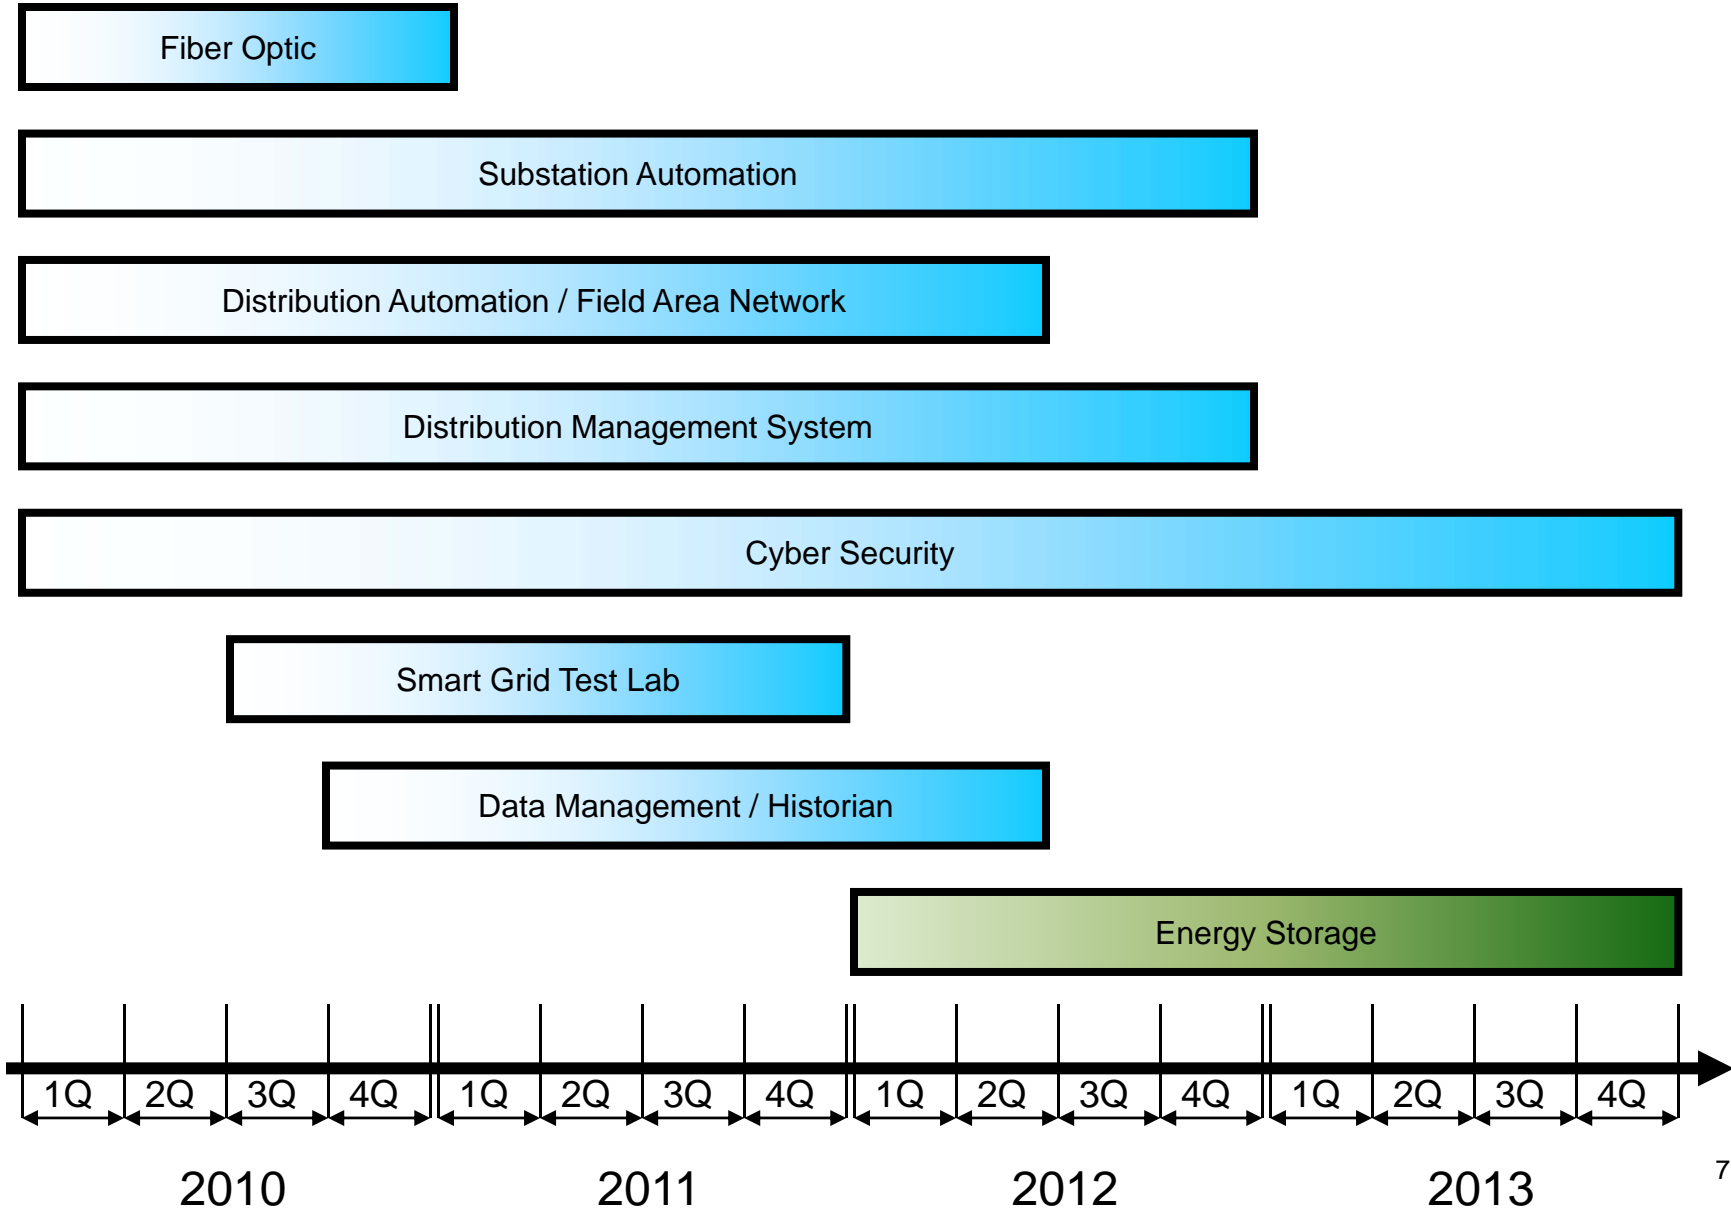 Fiber Optic
Substation Automation
Distribution Automation / Field Area Network
Distribution Management System
Cyber Security
Smart Grid Test Lab
Data Management / Historian
Energy Storage
1Q 2Q 3Q 4Q 1Q 2Q 3Q 4Q 1Q 2Q 3Q 4Q 1Q 2Q 3Q 4Q
2010 2011 2012 2013
7